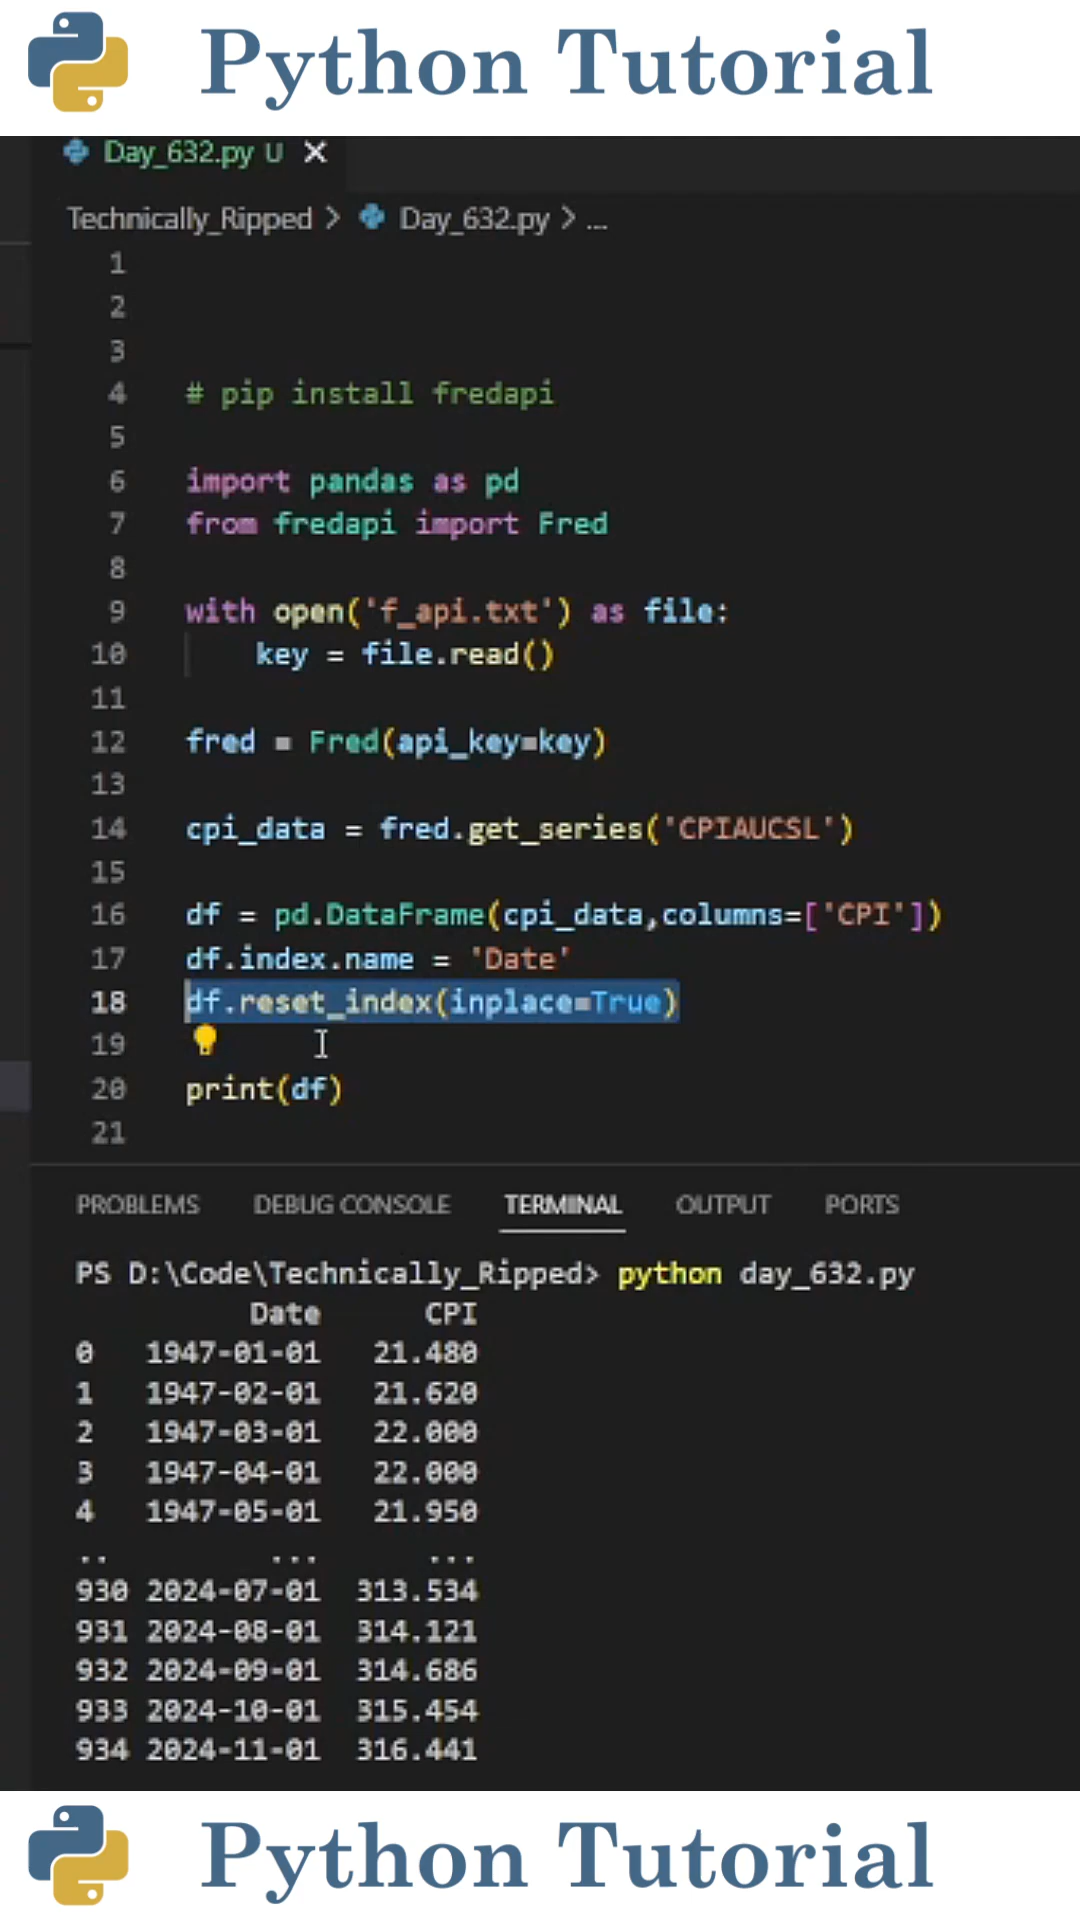 Python Tutorial
Day_632.py U ×
Technically_Ripped > Day_632.py > ...
1
2
3
4 # pip install fredapi
5
6 import pandas as pd
7 from fredapi import Fred
8
9 with open('f_api.txt') as file:
10     key = file.read()
11
12 fred = Fred(api_key=key)
13
14 cpi_data = fred.get_series('CPIAUCSL')
15
16 df = pd.DataFrame(cpi_data,columns=['CPI'])
17 df.index.name = 'Date'
18 df.reset_index(inplace=True)
19
20 print(df)
21
PROBLEMS DEBUG CONSOLE TERMINAL OUTPUT PORTS
PS D:\Code\Technically_Ripped> python day_632.py
Date CPI
0 1947-01-01 21.480
1 1947-02-01 21.620
2 1947-03-01 22.000
3 1947-04-01 22.000
4 1947-05-01 21.950
.. ... ...
930 2024-07-01 313.534
931 2024-08-01 314.121
932 2024-09-01 314.686
933 2024-10-01 315.454
934 2024-11-01 316.441
Python Tutorial